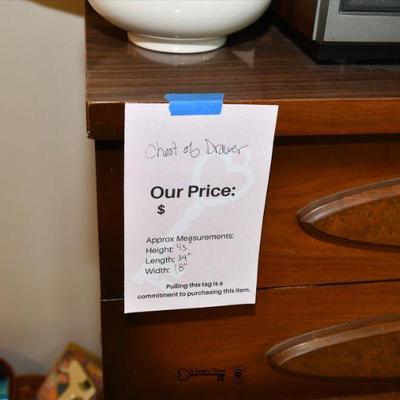 Chest of Drawer
Our Price:
$
Approx Measurements:
Height: 43"
Length: 34"
Width: 18"
Pulling this tag is a
commitment to purchasing this item.